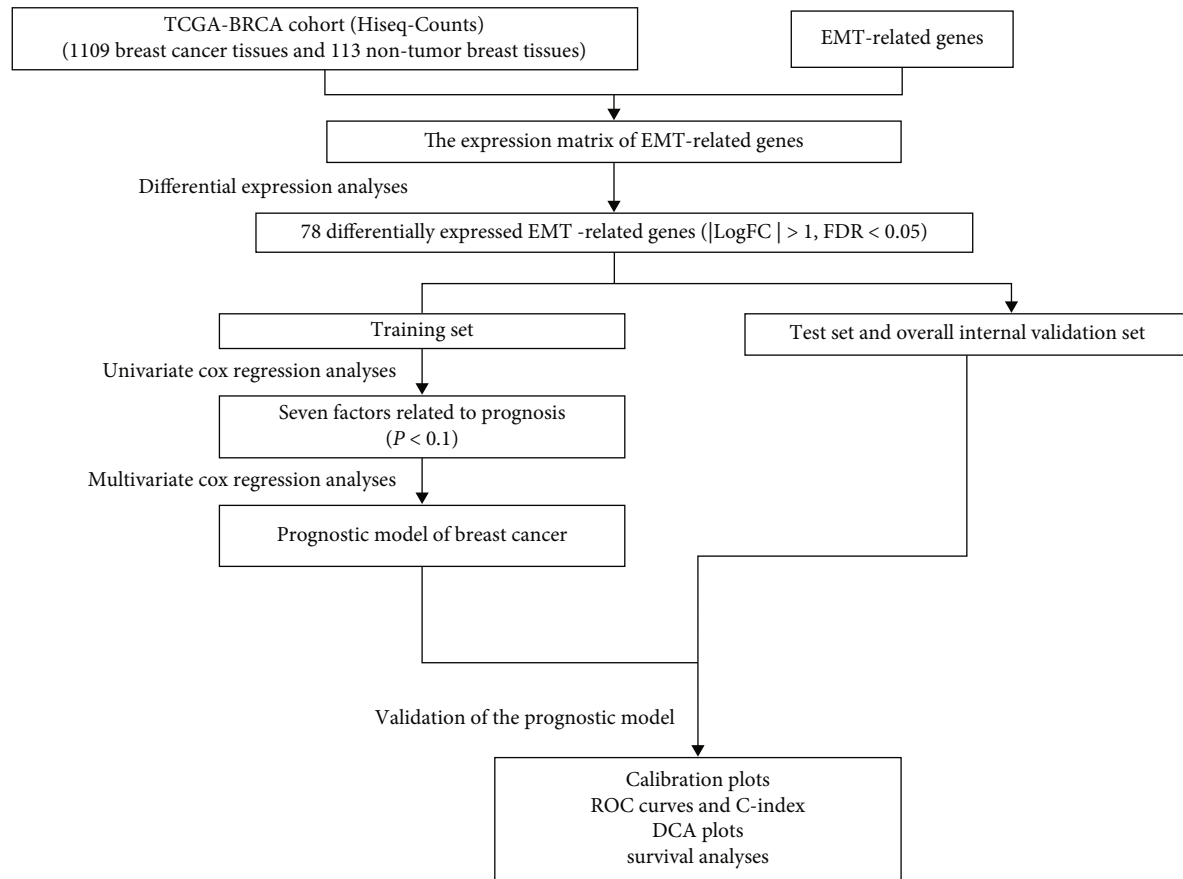 TCGA-BRCA cohort (Hiseq-Counts)
(1109 breast cancer tissues and 113 non-tumor breast tissues)
EMT-related genes
The expression matrix of EMT-related genes
Differential expression analyses
78 differentially expressed EMT -related genes (|LogFC | > 1, FDR < 0.05)
Training set
Test set and overall internal validation set
Univariate cox regression analyses
Seven factors related to prognosis
(P < 0.1)
Multivariate cox regression analyses
Prognostic model of breast cancer
Validation of the prognostic model
Calibration plots
ROC curves and C-index
DCA plots
survival analyses